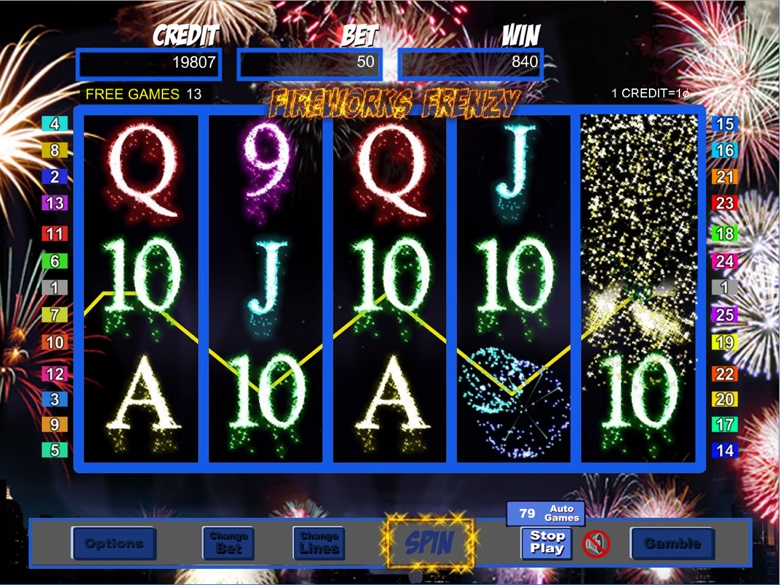 CREDIT BET WIN
19807 50 840
FREE GAMES 13 FIREWORKS FRENZY 1 CREDIT=1¢
4 Q 9 Q J 15
8 16
2 21
13 23
11 18
6 10 J 10 10 24
1 1
7 25
10 19
12 A 10 A 10 22
3 20
9 17
5 14
79 Auto Games
Options Change Bet Change Lines SPIN Stop Play Gamble